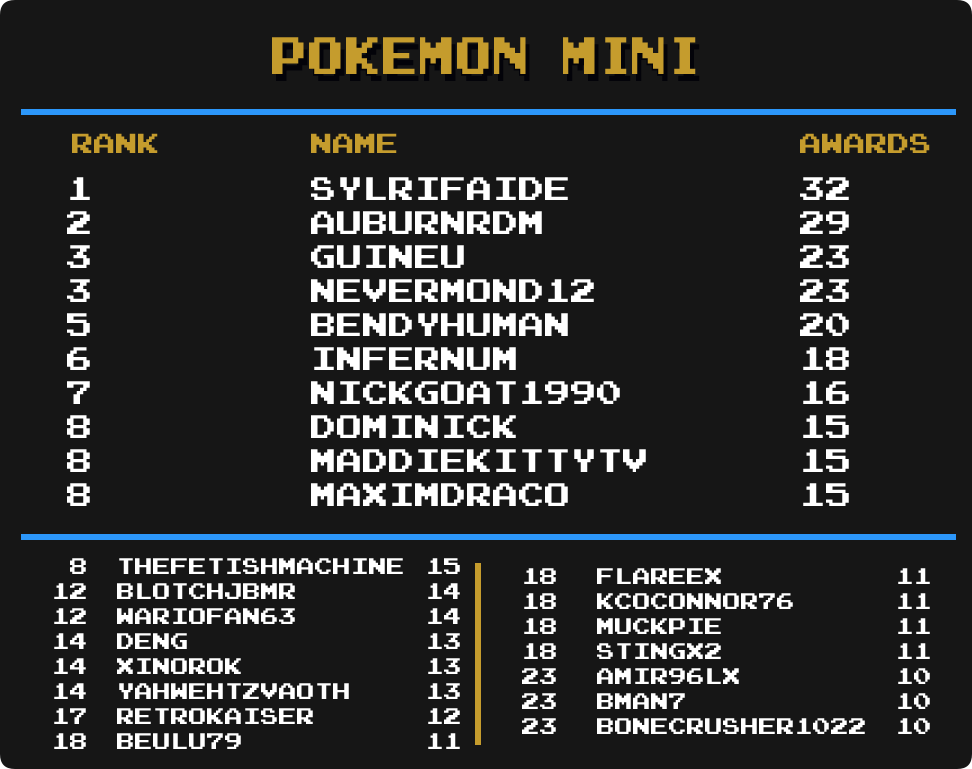 POKEMON MINI
RANK NAME AWARDS
1 SYLRIFAIDE 32
2 AUBURNRDM 29
3 GUINEU 23
3 NEVERMOND12 23
5 BENDYHUMAN 20
6 INFERNUM 18
7 NICKGOAT1990 16
8 DOMINICK 15
8 MADDIEKITTYTV 15
8 MAXIMDRACO 15
8 THEFETISHMACHINE 15
12 BLOTCHJBMR 14
12 WARIOFAN63 14
14 DENG 13
14 XINOROK 13
14 YAHWEHTZVAOTH 13
17 RETROKAISER 12
18 BEULU79 11
18 FLAREEX 11
18 KCOCONNOR76 11
18 MUCKPIE 11
18 STINGX2 11
23 AMIR96LX 10
23 BMAN7 10
23 BONECRUSHER1022 10